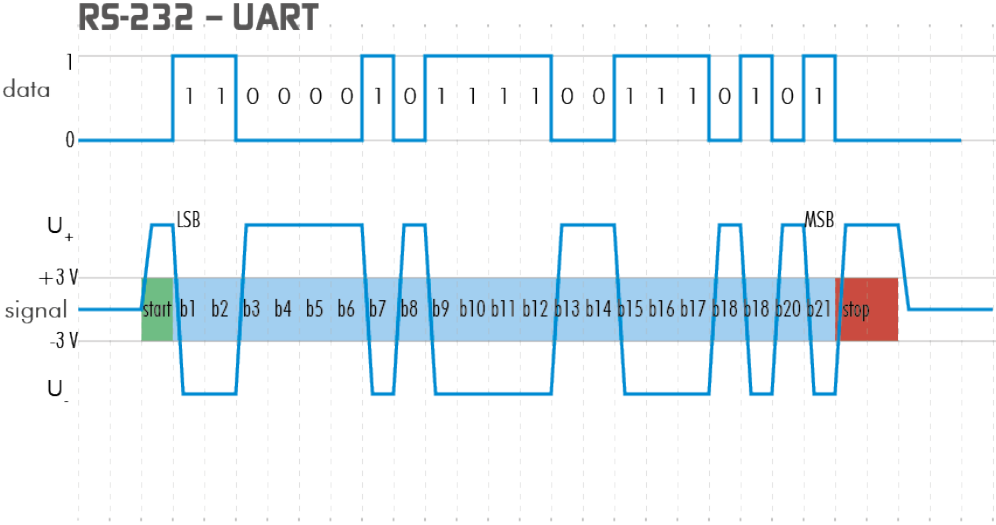 RS-232 – UART
1
data
1 1 0 0 0 0 1 0 1 1 1 1 0 0 1 1 1 0 1 0 1
0
U+
LSB
MSB
+3 V
signal
start b1 b2 b3 b4 b5 b6 b7 b8 b9 b10 b11 b12 b13 b14 b15 b16 b17 b18 b18 b20 b21 stop
-3 V
U-